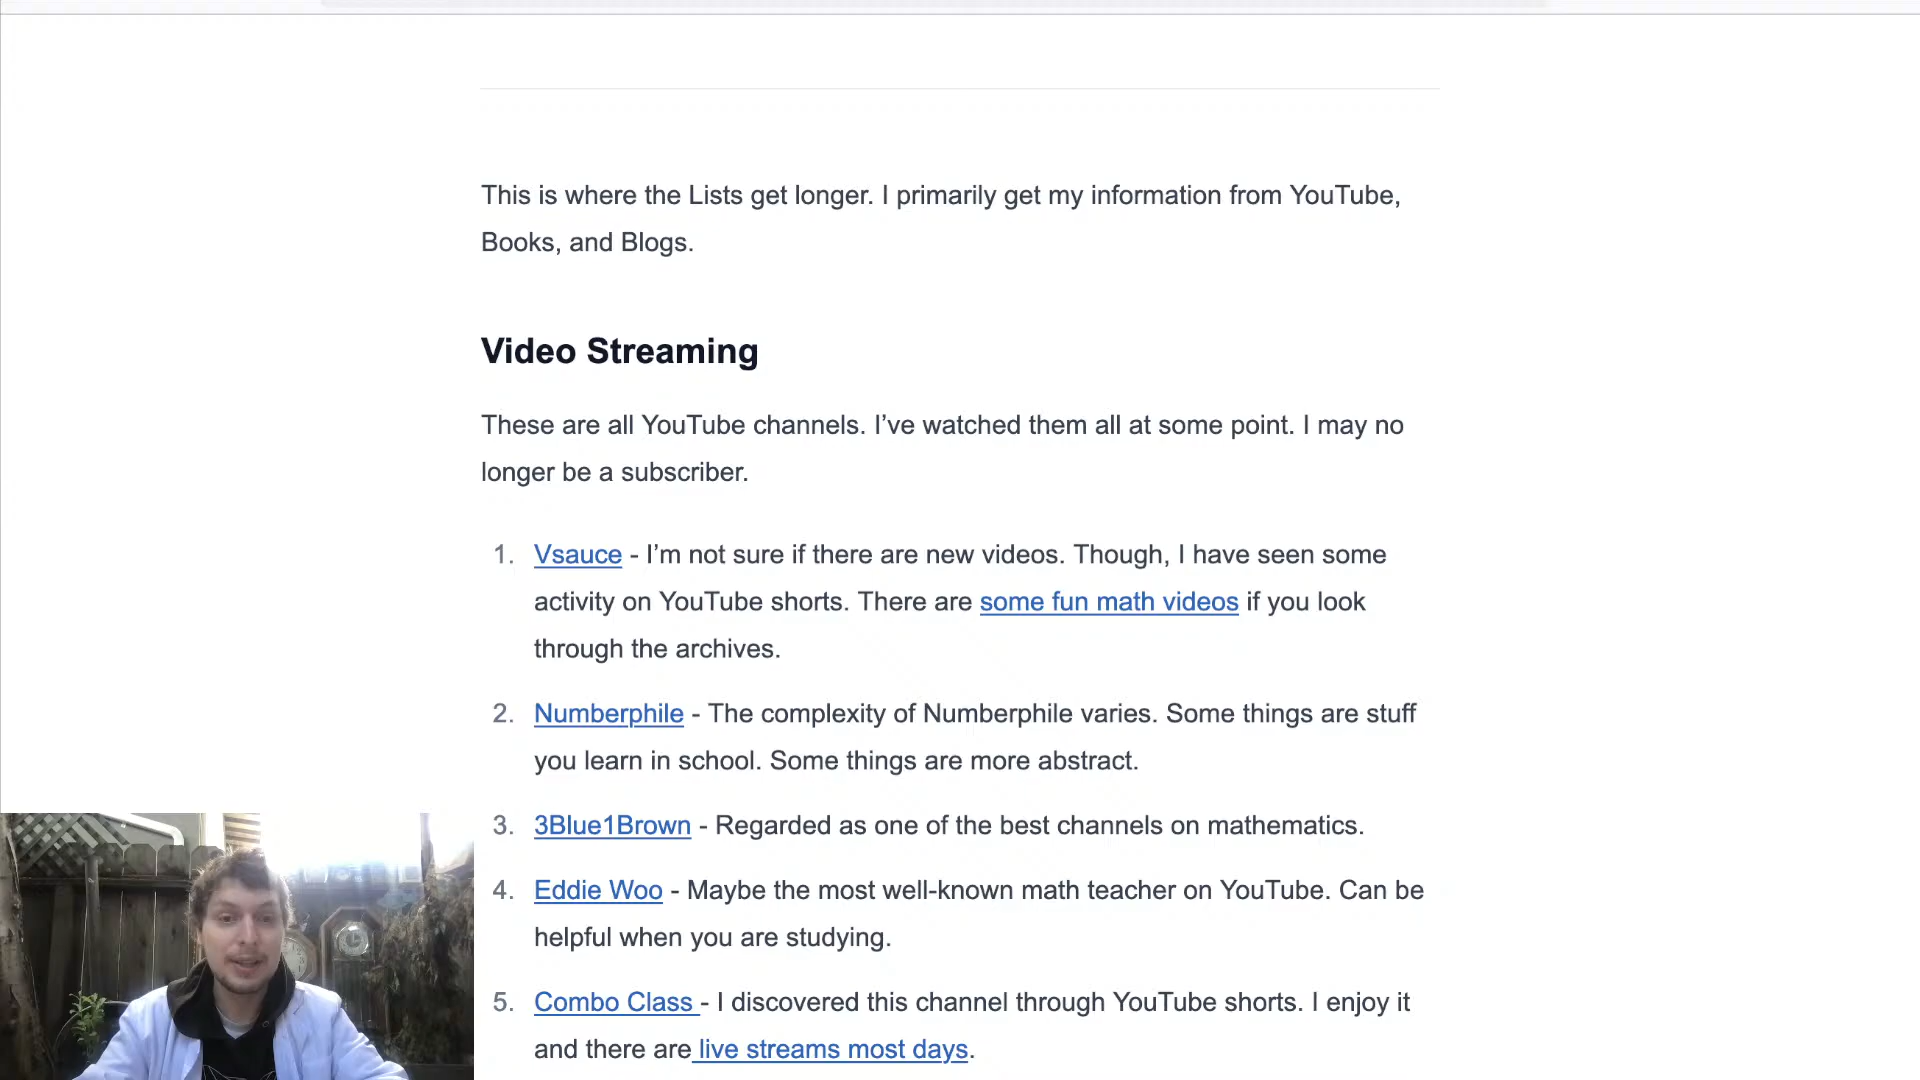 This is where the Lists get longer. I primarily get my information from YouTube,
Books, and Blogs.
Video Streaming
These are all YouTube channels. I’ve watched them all at some point. I may no
longer be a subscriber.
1. Vsauce - I’m not sure if there are new videos. Though, I have seen some
activity on YouTube shorts. There are some fun math videos if you look
through the archives.
2. Numberphile - The complexity of Numberphile varies. Some things are stuff
you learn in school. Some things are more abstract.
3. 3Blue1Brown - Regarded as one of the best channels on mathematics.
4. Eddie Woo - Maybe the most well-known math teacher on YouTube. Can be
helpful when you are studying.
5. Combo Class - I discovered this channel through YouTube shorts. I enjoy it
and there are live streams most days.